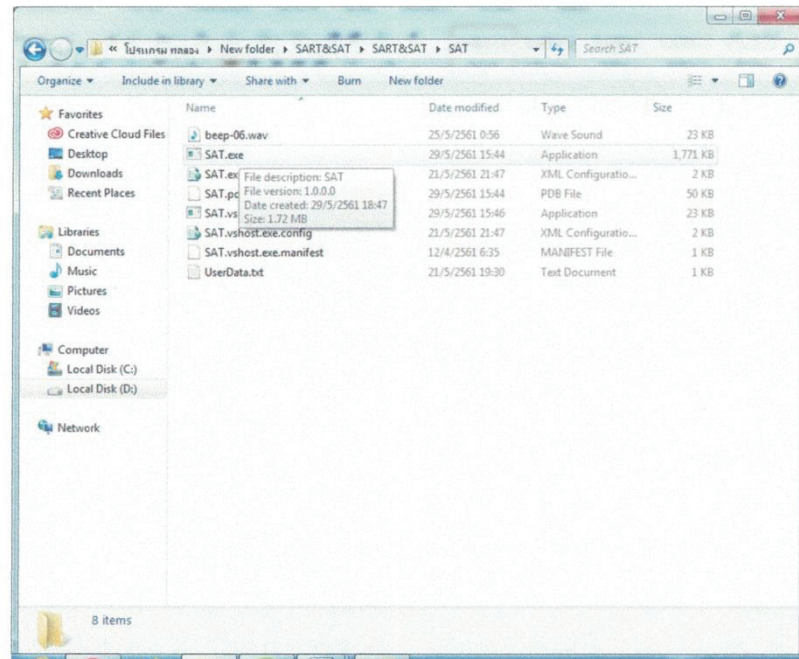 « โปรแกรม ทดลอง ▸ New folder ▸ SART&SAT ▸ SART&SAT ▸ SAT
Search SAT
Organize Include in library Share with Burn New folder
Name Date modified Type Size
beep-06.wav 25/5/2561 0:56 Wave Sound 23 KB
SAT.exe 29/5/2561 15:44 Application 1,771 KB
SAT.ex 21/5/2561 21:47 XML Configuratio... 2 KB
SAT.pd 29/5/2561 15:44 PDB File 50 KB
SAT.vs 29/5/2561 15:46 Application 23 KB
SAT.vshost.exe.config 21/5/2561 21:47 XML Configuratio... 2 KB
SAT.vshost.exe.manifest 12/4/2561 6:35 MANIFEST File 1 KB
UserData.txt 21/5/2561 19:30 Text Document 1 KB
File description: SAT
File version: 1.0.0.0
Date created: 29/5/2561 18:47
Size: 1.72 MB
Favorites
Creative Cloud Files
Desktop
Downloads
Recent Places
Libraries
Documents
Music
Pictures
Videos
Computer
Local Disk (C:)
Local Disk (D:)
Network
8 items